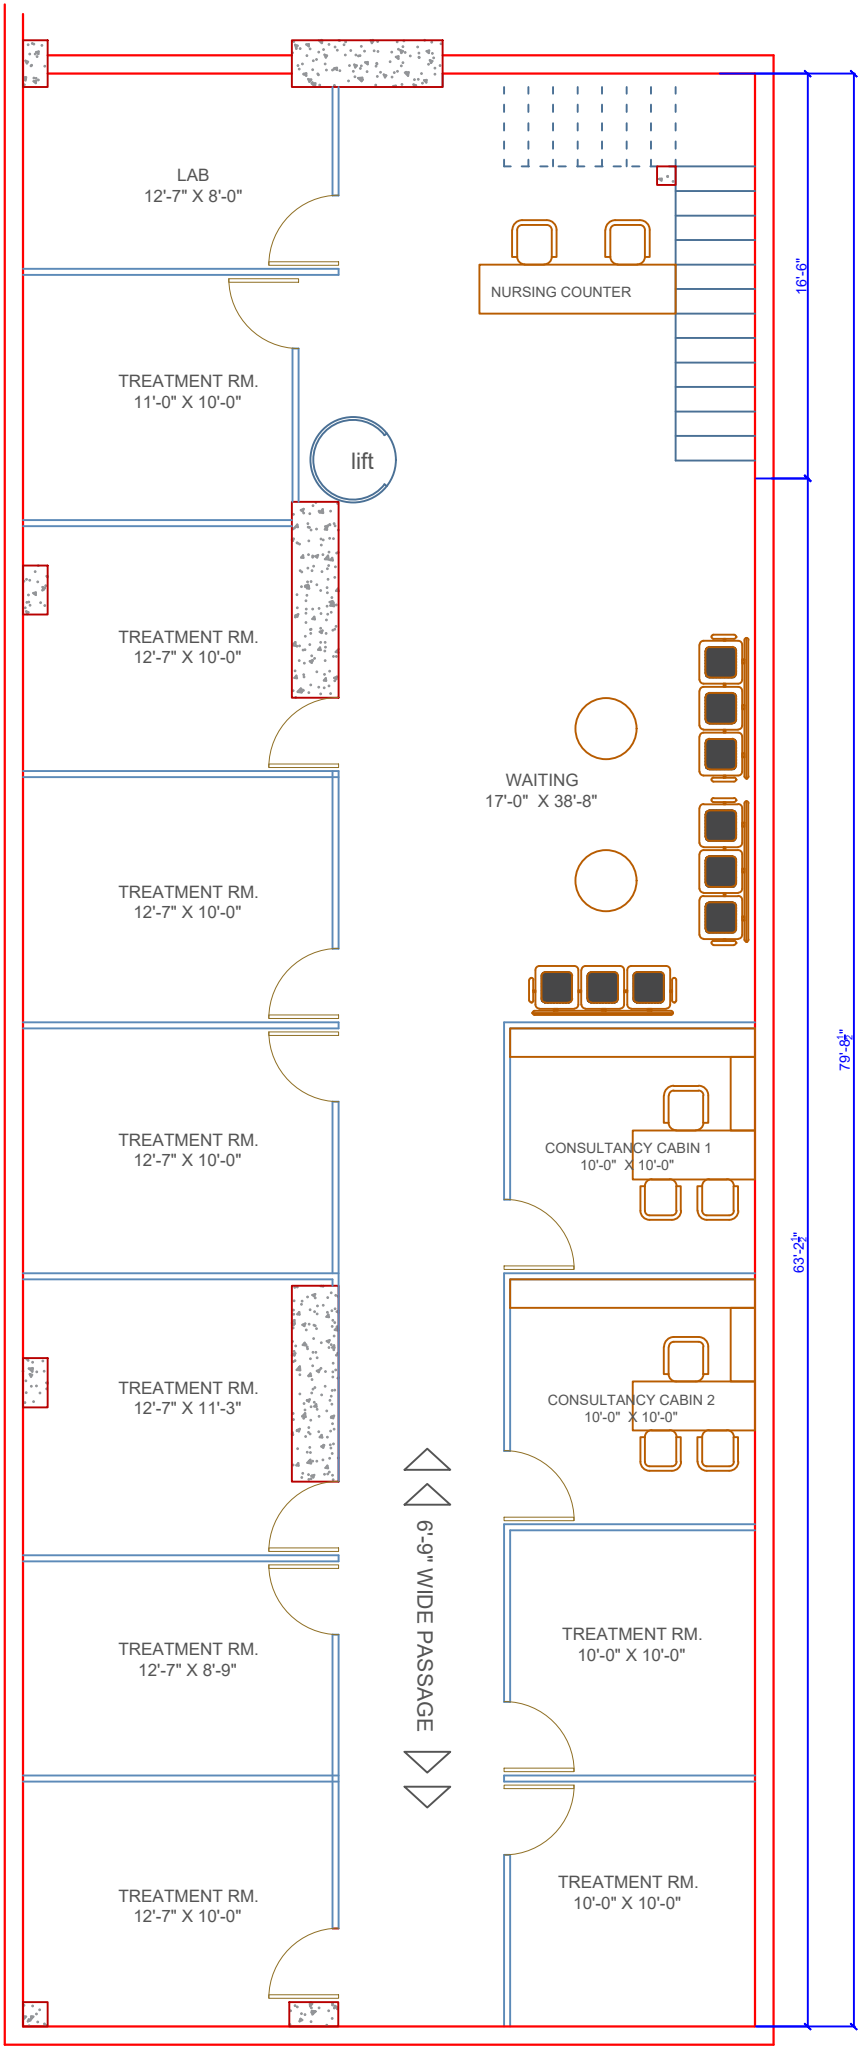 LAB
12'-7" X 8'-0"
NURSING COUNTER
16'-6"
TREATMENT RM.
11'-0" X 10'-0"
lift
TREATMENT RM.
12'-7" X 10'-0"
WAITING
17'-0" X 38'-8"
TREATMENT RM.
12'-7" X 10'-0"
79'-8½"
TREATMENT RM.
12'-7" X 10'-0"
CONSULTANCY CABIN 1
10'-0" X 10'-0"
63'-2½"
TREATMENT RM.
12'-7" X 11'-3"
CONSULTANCY CABIN 2
10'-0" X 10'-0"
6'-9" WIDE PASSAGE
TREATMENT RM.
12'-7" X 8'-9"
TREATMENT RM.
10'-0" X 10'-0"
TREATMENT RM.
12'-7" X 10'-0"
TREATMENT RM.
10'-0" X 10'-0"